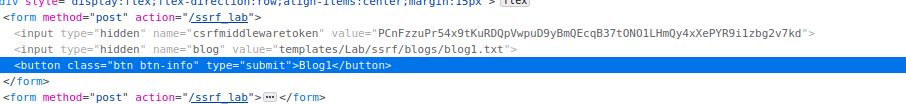 div style="display:flex;flex-direction:row;align-items:center;margin:15px"> flex
<form method="post" action="/ssrf_lab">
<input type="hidden" name="csrfmiddlewaretoken" value="PCnFzzuPr54x9tKuRDQpVwpuD9yBmQEcqB37tONO1LHmQy4xXePYR9i1zbg2v7kd">
<input type="hidden" name="blog" value="templates/Lab/ssrf/blogs/blog1.txt">
<button class="btn btn-info" type="submit">Blog1</button>
</form>
<form method="post" action="/ssrf_lab">⋯</form>